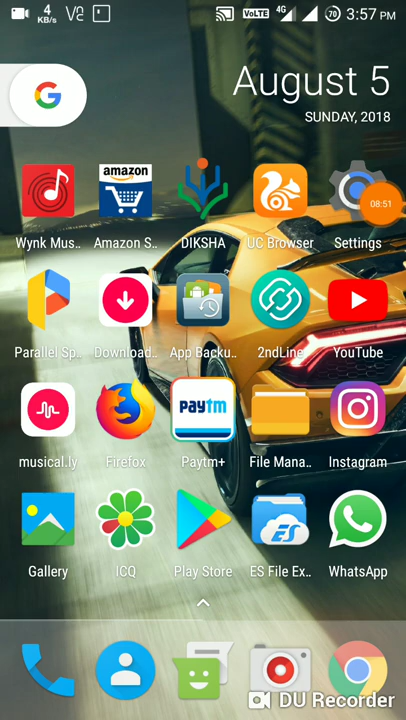 4
KB/s
VoLTE
4G
70
3:57 PM
August 5
SUNDAY, 2018
G
08:51
amazon
Wynk Mus..
Amazon S..
DIKSHA
UC Browser
Settings
Parallel Sp..
Download..
App Backu..
2ndLine
YouTube
paytm
musical.ly
Firefox
Paytm+
File Mana..
Instagram
ES
Gallery
ICQ
Play Store
ES File Ex..
WhatsApp
DU Recorder